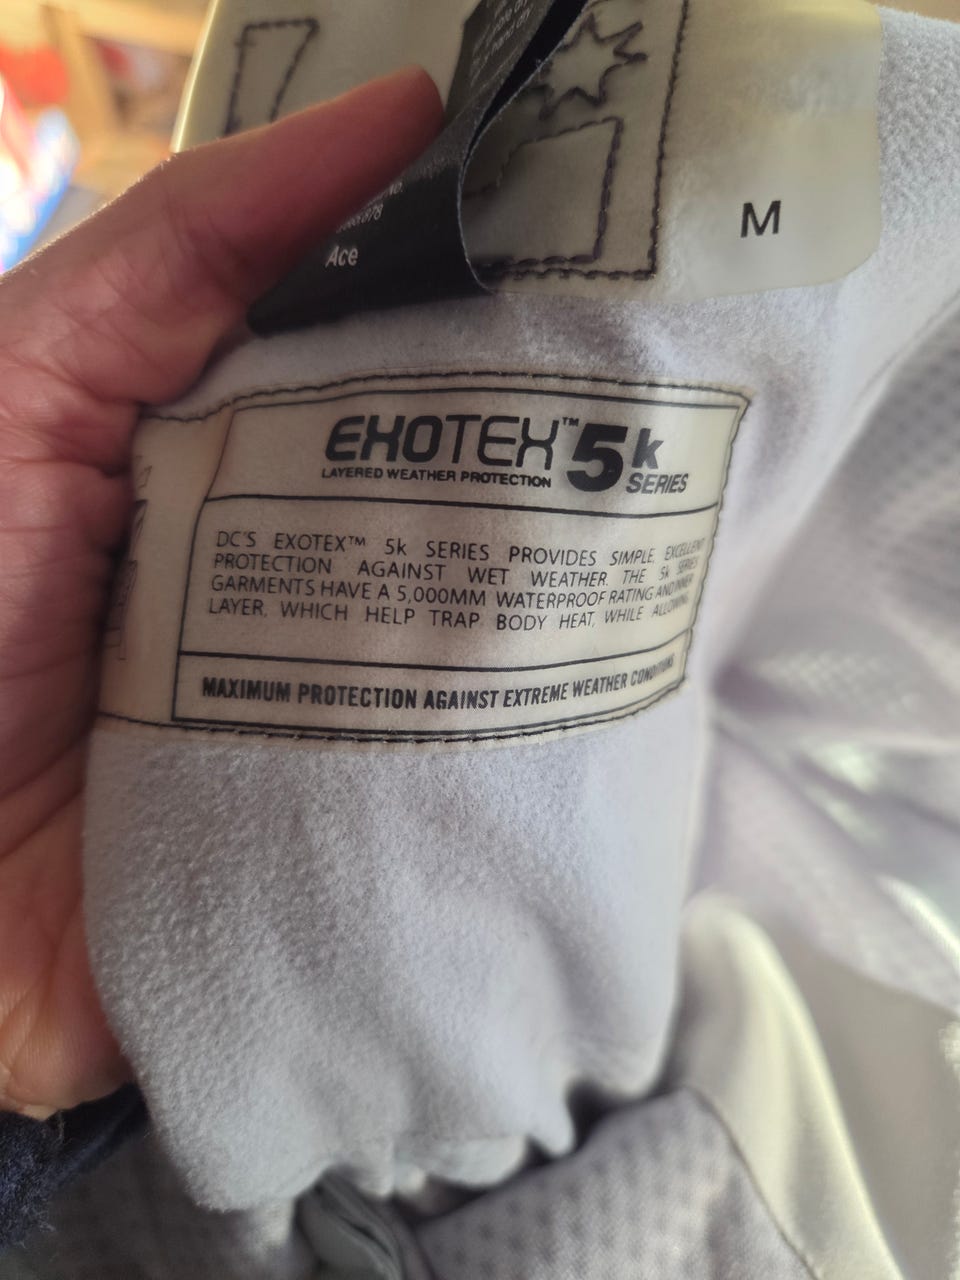 M
Ace
EXOTEX™ 5k
LAYERED WEATHER PROTECTION SERIES
DC'S EXOTEX™ 5k SERIES PROVIDES SIMPLE, EXCELLENT
PROTECTION AGAINST WET WEATHER. THE 5k SERIES
GARMENTS HAVE A 5,000MM WATERPROOF RATING AND INNER
LAYER, WHICH HELP TRAP BODY HEAT, WHILE ALLOWING
MAXIMUM PROTECTION AGAINST EXTREME WEATHER CONDITIONS